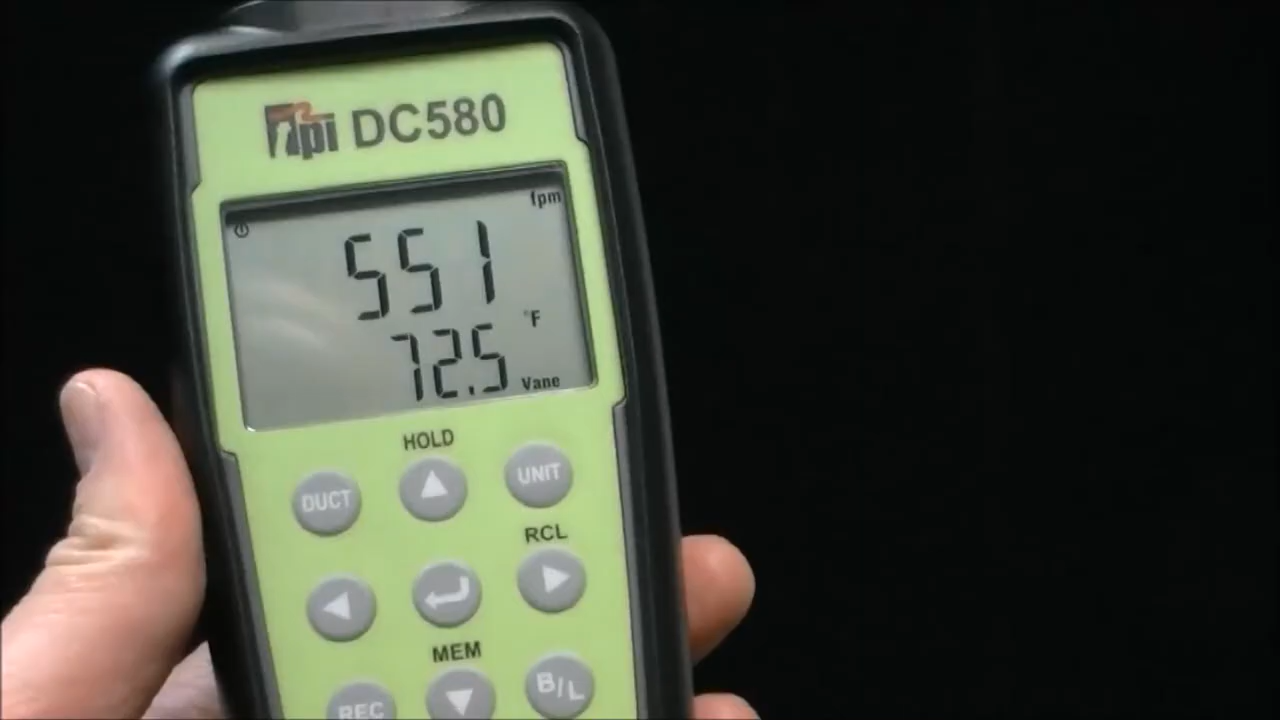 TPI DC580
fpm
551
°F
72.5
Vane
HOLD
DUCT
UNIT
RCL
MEM
REC
B/L